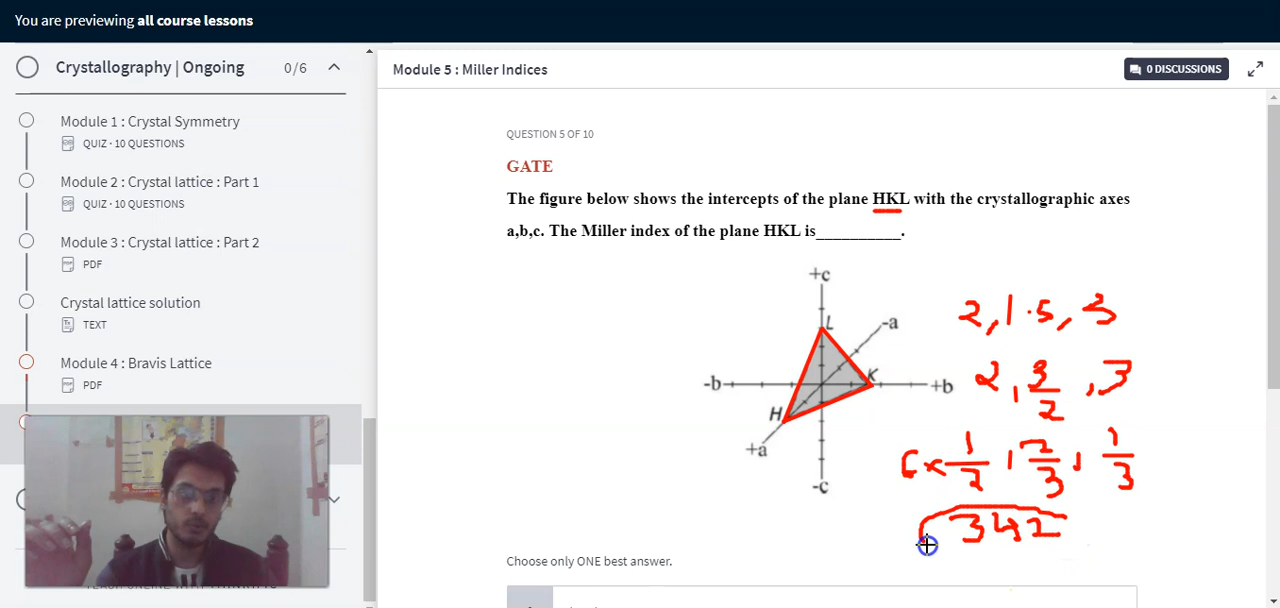 You are previewing all course lessons
Crystallography | Ongoing 0/6
Module 1 : Crystal Symmetry
QUIZ · 10 QUESTIONS
Module 2 : Crystal lattice : Part 1
QUIZ · 10 QUESTIONS
Module 3 : Crystal lattice : Part 2
PDF
Crystal lattice solution
TEXT
Module 4 : Bravis Lattice
PDF
Module 5 : Miller Indices
0 DISCUSSIONS
QUESTION 5 OF 10
GATE
The figure below shows the intercepts of the plane HKL with the crystallographic axes
a,b,c. The Miller index of the plane HKL is__________.
+c
L
-a
-b
K
+b
H
+a
-c
2, 1.5, 3
2, 3/2, 3
6 × 1/2, 2/3, 1/3
342
Choose only ONE best answer.